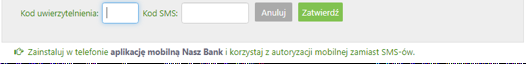 Kod uwierzytelnienia: Kod SMS: Anuluj Zatwierdź
Zainstaluj w telefonie aplikację mobilną Nasz Bank i korzystaj z autoryzacji mobilnej zamiast SMS-ów.